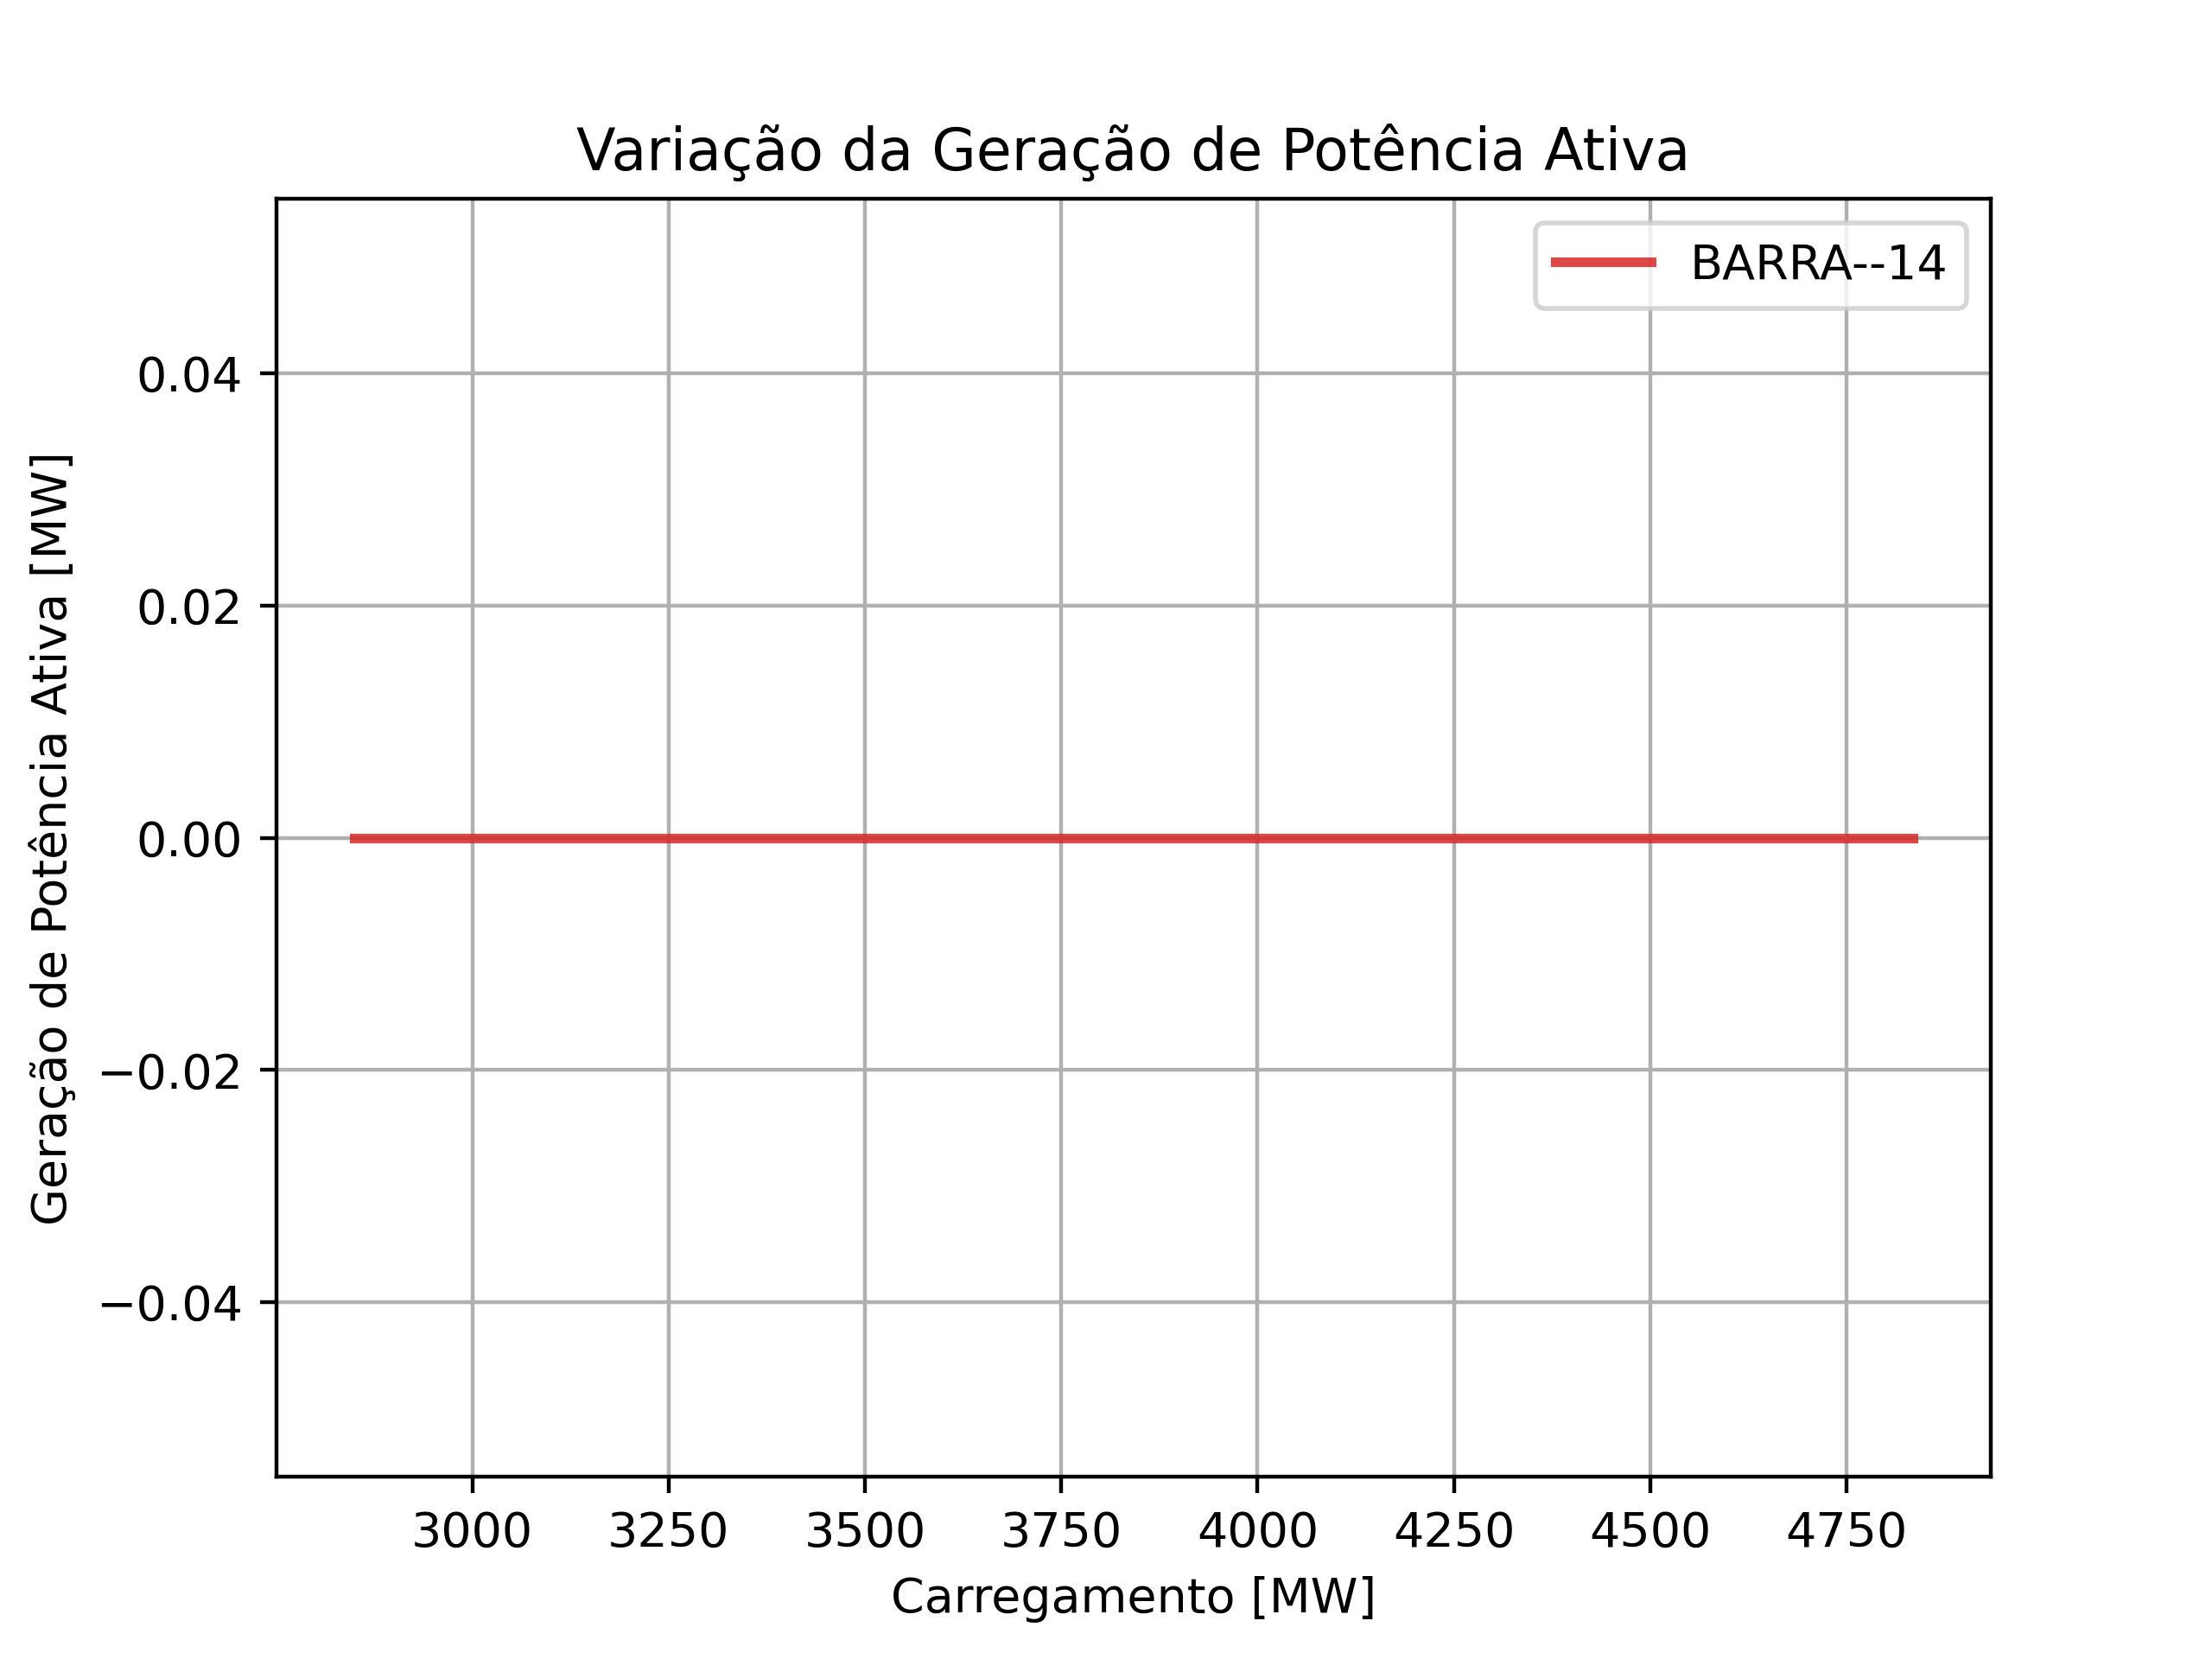 Variação da Geração de Potência Ativa
BARRA--14
Geração de Potência Ativa [MW]
0.04
0.02
0.00
−0.02
−0.04
3000 3250 3500 3750 4000 4250 4500 4750
Carregamento [MW]